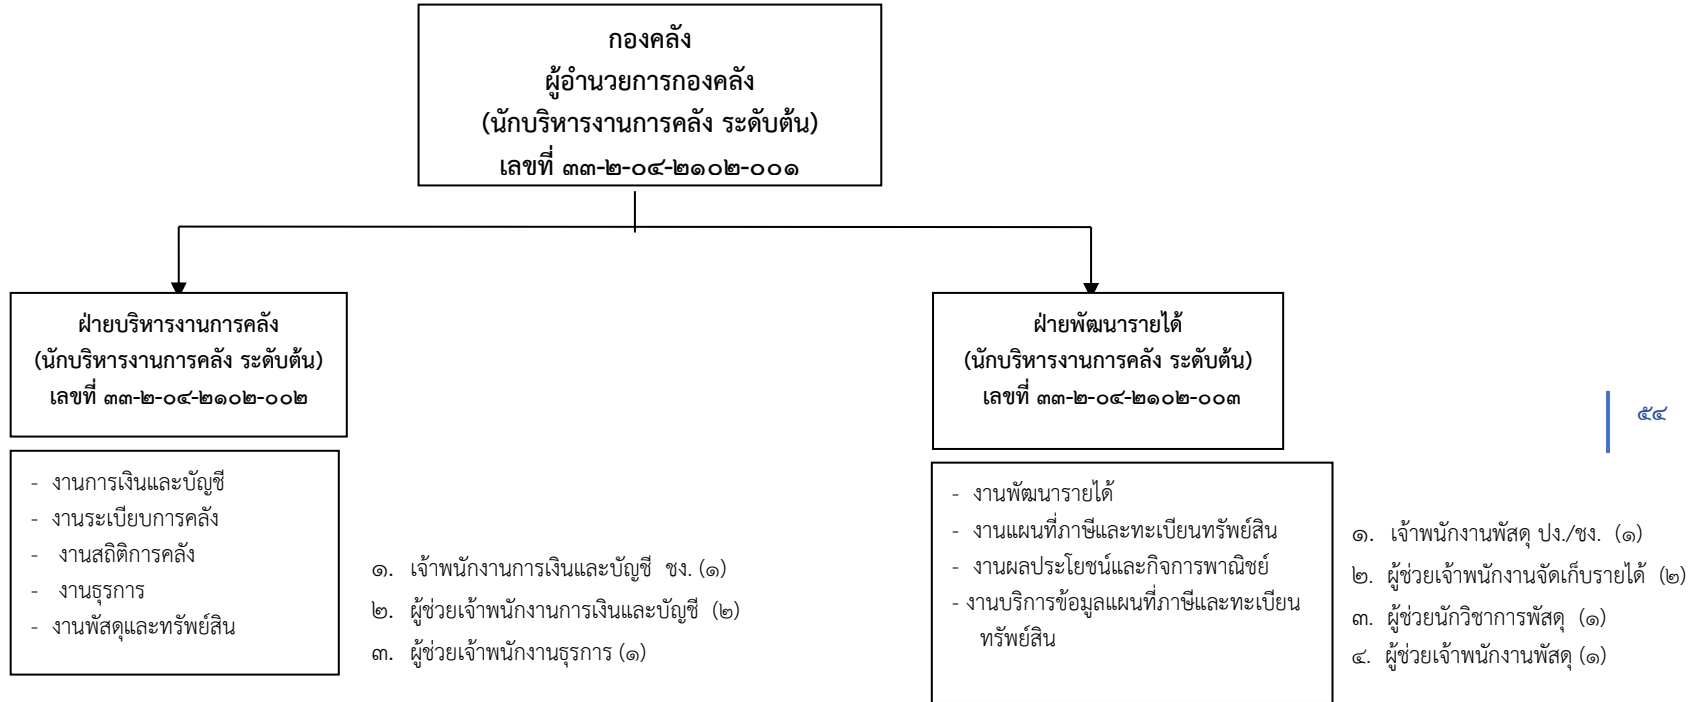 กองคลัง
ผู้อำนวยการกองคลัง
(นักบริหารงานการคลัง ระดับต้น)
เลขที่ ๓๓-๒-๐๔-๒๑๐๒-๐๐๑
ฝ่ายบริหารงานการคลัง
(นักบริหารงานการคลัง ระดับต้น)
เลขที่ ๓๓-๒-๐๔-๒๑๐๒-๐๐๒
- งานการเงินและบัญชี
- งานระเบียบการคลัง
- งานสถิติการคลัง
- งานธุรการ
- งานพัสดุและทรัพย์สิน
๑. เจ้าพนักงานการเงินและบัญชี ชง. (๑)
๒. ผู้ช่วยเจ้าพนักงานการเงินและบัญชี (๒)
๓. ผู้ช่วยเจ้าพนักงานธุรการ (๑)
ฝ่ายพัฒนารายได้
(นักบริหารงานการคลัง ระดับต้น)
เลขที่ ๓๓-๒-๐๔-๒๑๐๒-๐๐๓
- งานพัฒนารายได้
- งานแผนที่ภาษีและทะเบียนทรัพย์สิน
- งานผลประโยชน์และกิจการพาณิชย์
- งานบริการข้อมูลแผนที่ภาษีและทะเบียน
ทรัพย์สิน
๑. เจ้าพนักงานพัสดุ ปง./ชง. (๑)
๒. ผู้ช่วยเจ้าพนักงานจัดเก็บรายได้ (๒)
๓. ผู้ช่วยนักวิชาการพัสดุ (๑)
๔. ผู้ช่วยเจ้าพนักงานพัสดุ (๑)
๕๔